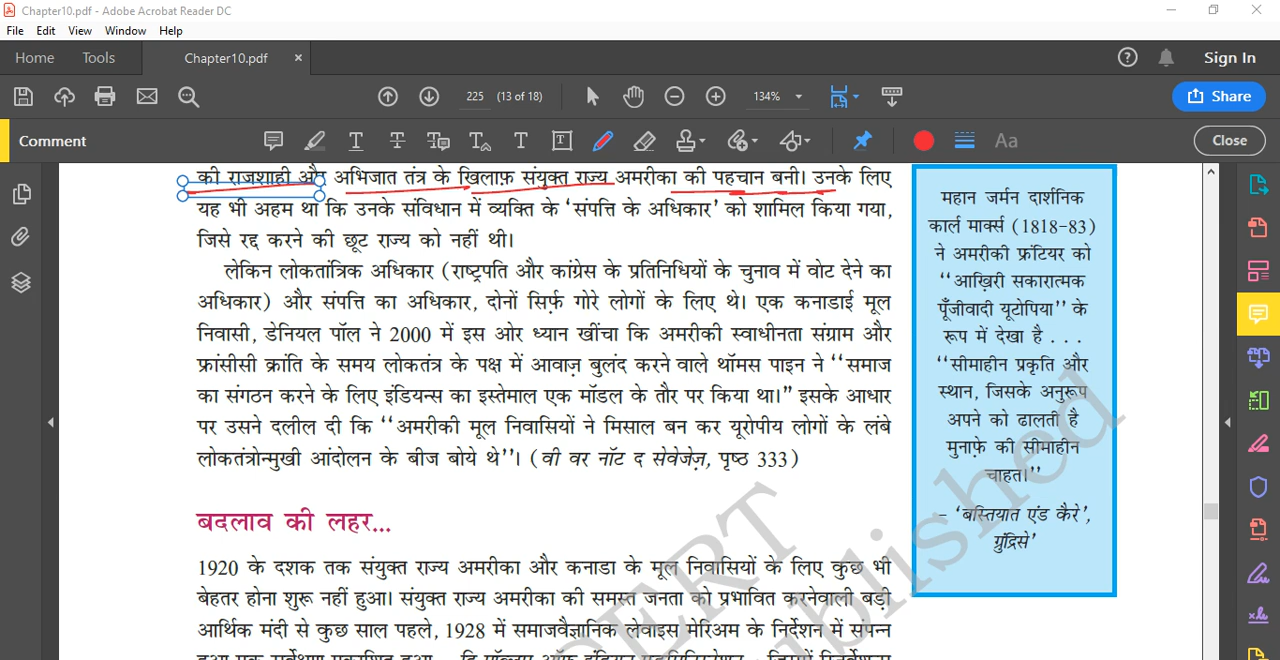 Chapter10.pdf - Adobe Acrobat Reader DC
File Edit View Window Help
Home Tools Chapter10.pdf × Sign In
225 (13 of 18) 134% Share
Comment Aa Close
की राजशाही और अभिजात तंत्र के खिलाफ़ संयुक्त राज्य अमरीका की पहचान बनी। उनके लिए
यह भी अहम था कि उनके संविधान में व्यक्ति के ‘संपत्ति के अधिकार’ को शामिल किया गया,
जिसे रद्द करने की छूट राज्य को नहीं थी।
लेकिन लोकतांत्रिक अधिकार (राष्ट्रपति और कांग्रेस के प्रतिनिधियों के चुनाव में वोट देने का
अधिकार) और संपत्ति का अधिकार, दोनों सिर्फ़ गोरे लोगों के लिए थे। एक कनाडाई मूल
निवासी, डेनियल पॉल ने 2000 में इस ओर ध्यान खींचा कि अमरीकी स्वाधीनता संग्राम और
फ्रांसीसी क्रांति के समय लोकतंत्र के पक्ष में आवाज़ बुलंद करने वाले थॉमस पाइन ने ‘‘समाज
का संगठन करने के लिए इंडियन्स का इस्तेमाल एक मॉडल के तौर पर किया था।” इसके आधार
पर उसने दलील दी कि ‘‘अमरीकी मूल निवासियों ने मिसाल बन कर यूरोपीय लोगों के लंबे
लोकतंत्रोन्मुखी आंदोलन के बीज बोये थे’’। (वी वर नॉट द सेवेजेज़, पृष्ठ 333)
बदलाव की लहर...
1920 के दशक तक संयुक्त राज्य अमरीका और कनाडा के मूल निवासियों के लिए कुछ भी
बेहतर होना शुरू नहीं हुआ। संयुक्त राज्य अमरीका की समस्त जनता को प्रभावित करनेवाली बड़ी
आर्थिक मंदी से कुछ साल पहले, 1928 में समाजवैज्ञानिक लेवाइस मेरिअम के निर्देशन में संपन्न
महान जर्मन दार्शनिक
कार्ल मार्क्स (1818-83)
ने अमरीकी फ्रंटियर को
‘‘आख़िरी सकारात्मक
पूँजीवादी यूटोपिया’’ के
रूप में देखा है . . .
‘‘सीमाहीन प्रकृति और
स्थान, जिसके अनुरूप
अपने को ढालती है
मुनाफ़े की सीमाहीन
चाहत।’’
– ‘बस्तियात एंड कैरे’,
ग्रुंद्रिसे’